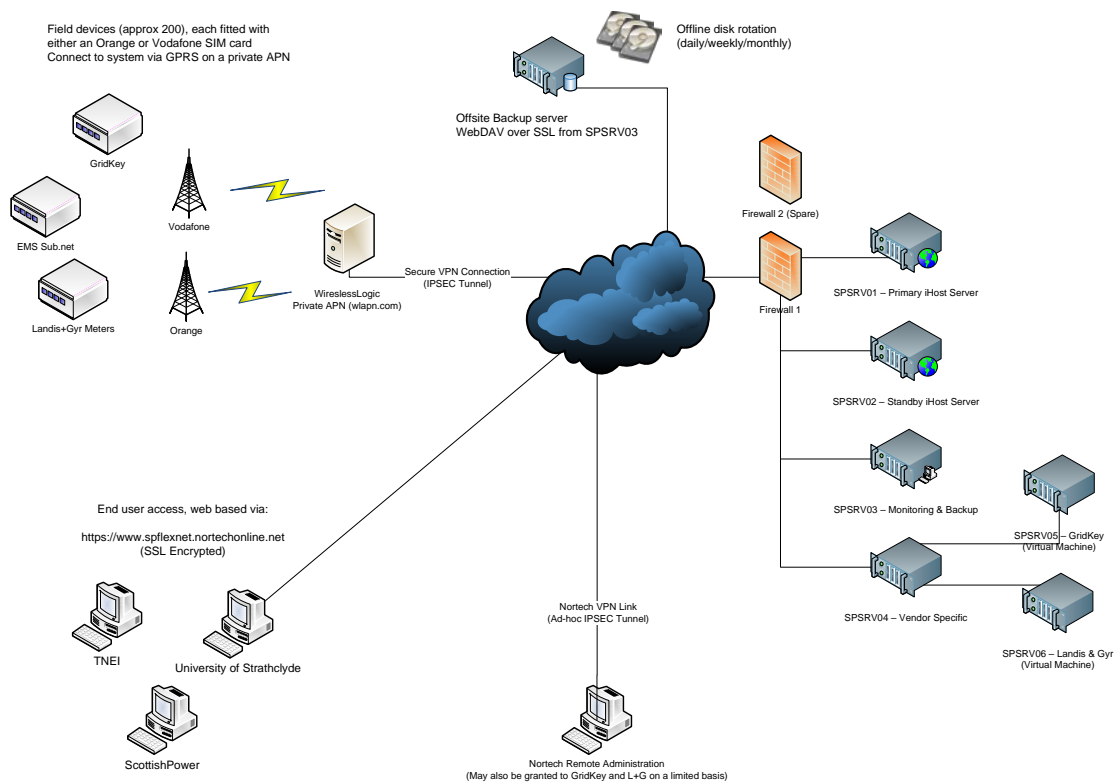 Field devices (approx 200), each fitted with
either an Orange or Vodafone SIM card
Connect to system via GPRS on a private APN
Offline disk rotation
(daily/weekly/monthly)
Offsite Backup server
WebDAV over SSL from SPSRV03
GridKey
Vodafone
EMS Sub.net
Landis+Gyr Meters
Orange
WirelessLogic
Private APN (wlapn.com)
Secure VPN Connection
(IPSEC Tunnel)
Firewall 2 (Spare)
Firewall 1
SPSRV01 – Primary iHost Server
SPSRV02 – Standby iHost Server
SPSRV03 – Monitoring & Backup
SPSRV05 – GridKey
(Virtual Machine)
SPSRV04 – Vendor Specific
SPSRV06 – Landis & Gyr
(Virtual Machine)
End user access, web based via:
https://www.spflexnet.nortechonline.net
(SSL Encrypted)
TNEI
University of Strathclyde
ScottishPower
Nortech VPN Link
(Ad-hoc IPSEC Tunnel)
Nortech Remote Administration
(May also be granted to GridKey and L+G on a limited basis)